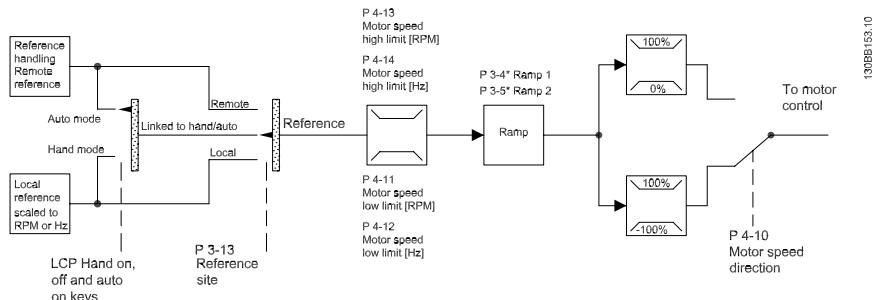 Reference
handling
Remote
reference
Auto mode
Hand mode
Local
reference
scaled to
RPM or Hz
LCP Hand on,
off and auto
on keys
Linked to hand/auto
Remote
Local
P 3-13
Reference
site
Reference
P 4-13
Motor speed
high limit [RPM]
P 4-14
Motor speed
high limit [Hz]
P 4-11
Motor speed
low limit [RPM]
P 4-12
Motor speed
low limit [Hz]
P 3-4* Ramp 1
P 3-5* Ramp 2
Ramp
100%
0%
100%
-100%
To motor
control
P 4-10
Motor speed
direction
130BB153.10